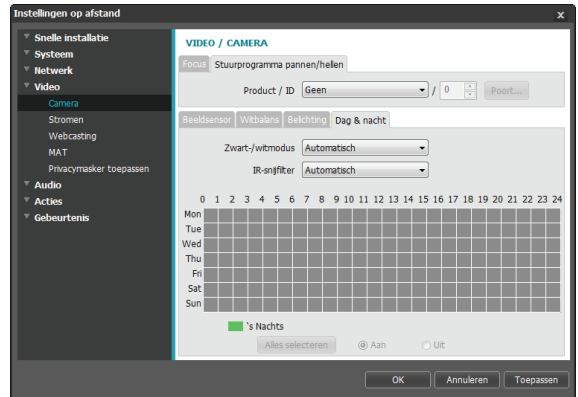 Instellingen op afstand x
Snelle installatie
Systeem
Netwerk
Video
Camera
Stromen
Webcasting
MAT
Privacymasker toepassen
Audio
Acties
Gebeurtenis
VIDEO / CAMERA
Focus Stuurprogramma pannen/hellen
Product / ID Geen / 0 Poort...
Beeldsensor Witbalans Belichting Dag & nacht
Zwart-/witmodus Automatisch
IR-snijfilter Automatisch
0 1 2 3 4 5 6 7 8 9 10 11 12 13 14 15 16 17 18 19 20 21 22 23 24
Mon
Tue
Wed
Thu
Fri
Sat
Sun
's Nachts
Alles selecteren Aan Uit
OK Annuleren Toepassen